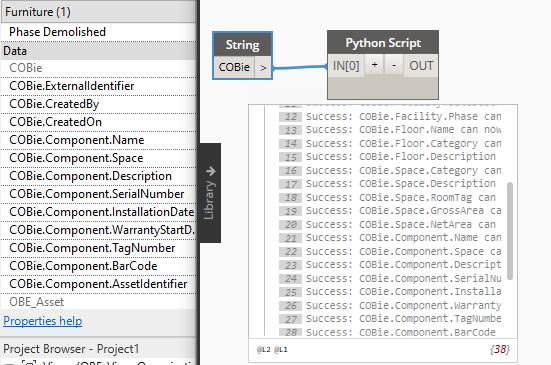 Furniture (1)
Phase Demolished
Data
COBie
COBie.ExternalIdentifier
COBie.CreatedBy
COBie.CreatedOn
COBie.Component.Name
COBie.Component.Space
COBie.Component.Description
COBie.Component.SerialNumber
COBie.Component.InstallationDate
COBie.Component.WarrantyStartD...
COBie.Component.TagNumber
COBie.Component.BarCode
COBie.Component.AssetIdentifier
OBE_Asset
Properties help
Project Browser - Project1
Library
String
COBie >
Python Script
IN[0] + - OUT
12 Success: COBie.Facility.Phase can
13 Success: COBie.Floor.Name can now
14 Success: COBie.Floor.Category can
15 Success: COBie.Floor.Description
16 Success: COBie.Space.Category can
17 Success: COBie.Space.Description
18 Success: COBie.Space.RoomTag can
19 Success: COBie.Space.GrossArea can
20 Success: COBie.Space.NetArea can
21 Success: COBie.Component.Name can
22 Success: COBie.Component.Space ca
23 Success: COBie.Component.Descript
24 Success: COBie.Component.SerialNu
25 Success: COBie.Component.Installa
26 Success: COBie.Component.Warranty
27 Success: COBie.Component.TagNumbe
28 Success: COBie.Component.BarCode
@L2 @L1 {38}